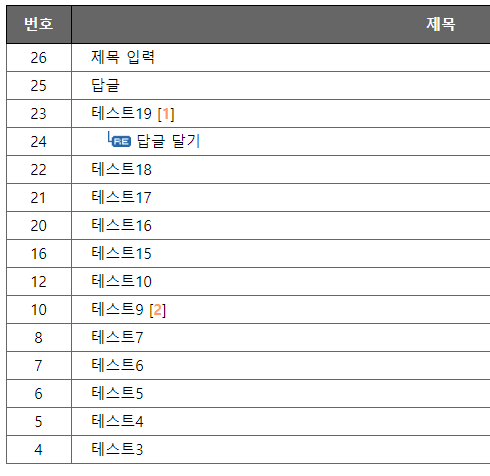 번호 제목
26 제목 입력
25 답글
23 테스트19 [1]
24 RE 답글 달기
22 테스트18
21 테스트17
20 테스트16
16 테스트15
12 테스트10
10 테스트9 [2]
8 테스트7
7 테스트6
6 테스트5
5 테스트4
4 테스트3